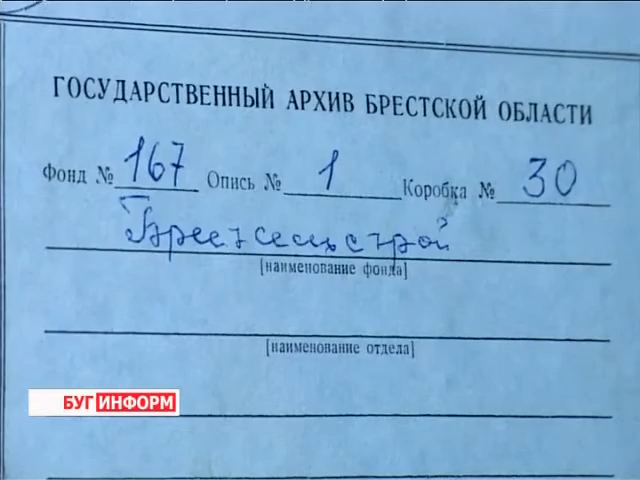 ГОСУДАРСТВЕННЫЙ АРХИВ БРЕСТСКОЙ ОБЛАСТИ
Фонд № 167 Опись № 1 Коробка № 30
Брестсельстрой
[наименование фонда]
[наименование отдела]
БУГ ИНФОРМ